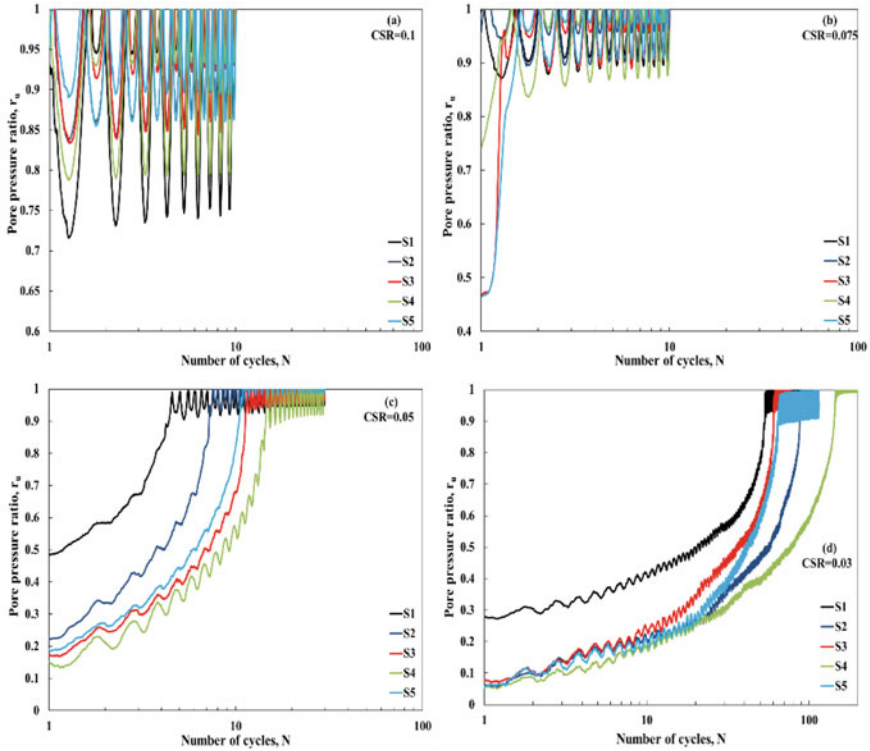 (a)
CSR=0.1
Pore pressure ratio, ru
1
0.95
0.9
0.85
0.8
0.75
0.7
0.65
0.6
S1
S2
S3
S4
S5
1
10
100
Number of cycles, N
(b)
CSR=0.075
Pore pressure ratio, ru
1
0.9
0.8
0.7
0.6
0.5
0.4
S1
S2
S3
S4
S5
1
10
100
Number of cycles, N
(c)
CSR=0.05
Pore pressure ratio, ru
1
0.9
0.8
0.7
0.6
0.5
0.4
0.3
0.2
0.1
0
S1
S2
S3
S4
S5
1
10
100
Number of cycles, N
(d)
CSR=0.03
Pore pressure ratio, ru
1
0.9
0.8
0.7
0.6
0.5
0.4
0.3
0.2
0.1
0
S1
S2
S3
S4
S5
1
10
100
Number of cycles, N